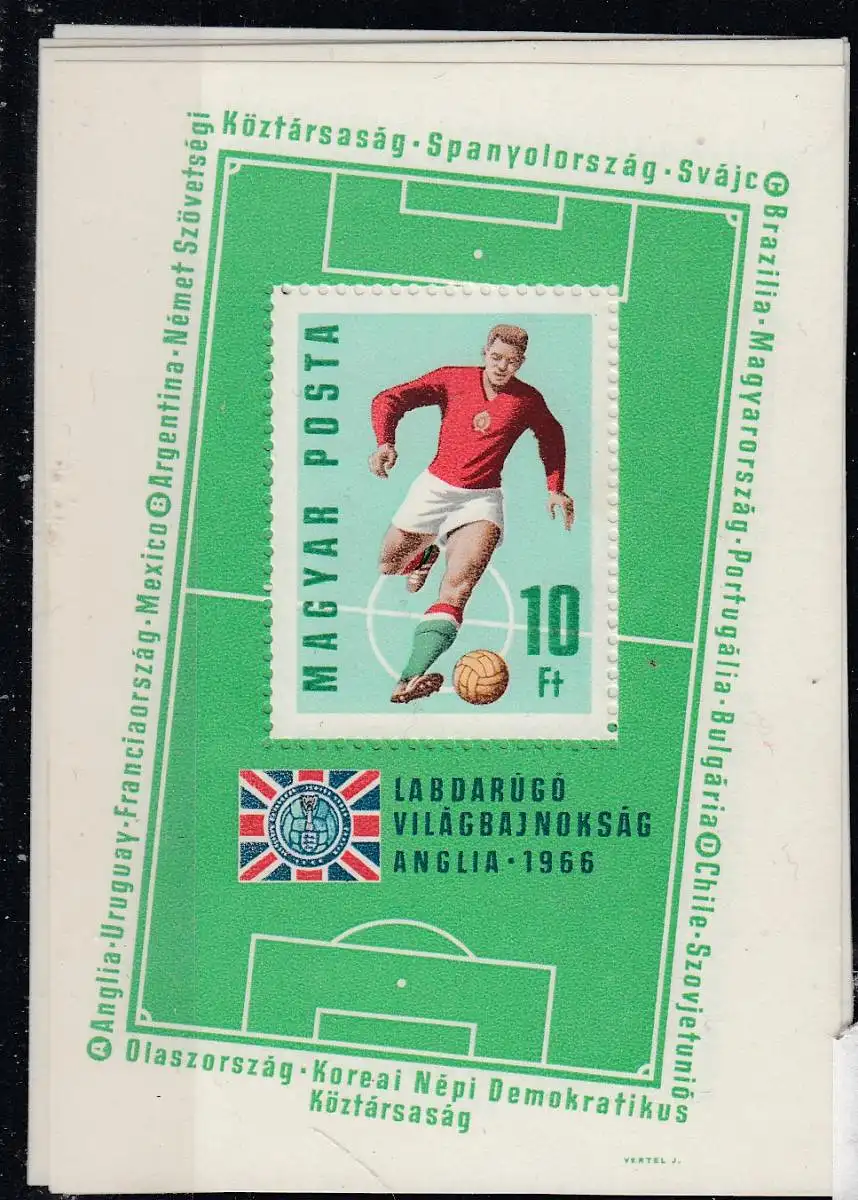 Ⓐ Anglia·Uruguay·Franciaország·Mexico Ⓑ Argentina·Német Szövetségi
Köztársaság·Spanyolország·Svájc Ⓒ
Brazilia·Magyarország·Portugália·Bulgária Ⓓ Chile·Szovjetunió
Olaszország·Koreai Népi Demokratikus
Köztársaság
MAGYAR POSTA
10
Ft
LABDARÚGÓ
VILÁGBAJNOKSÁG
ANGLIA·1966
VERTEL J.